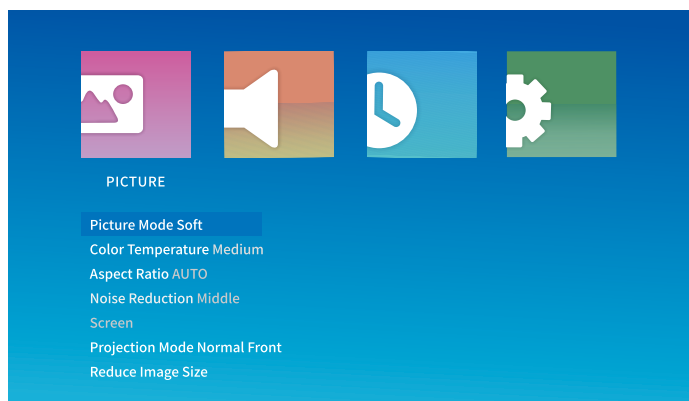 PICTURE
Picture Mode Soft
Color Temperature Medium
Aspect Ratio AUTO
Noise Reduction Middle
Screen
Projection Mode Normal Front
Reduce Image Size